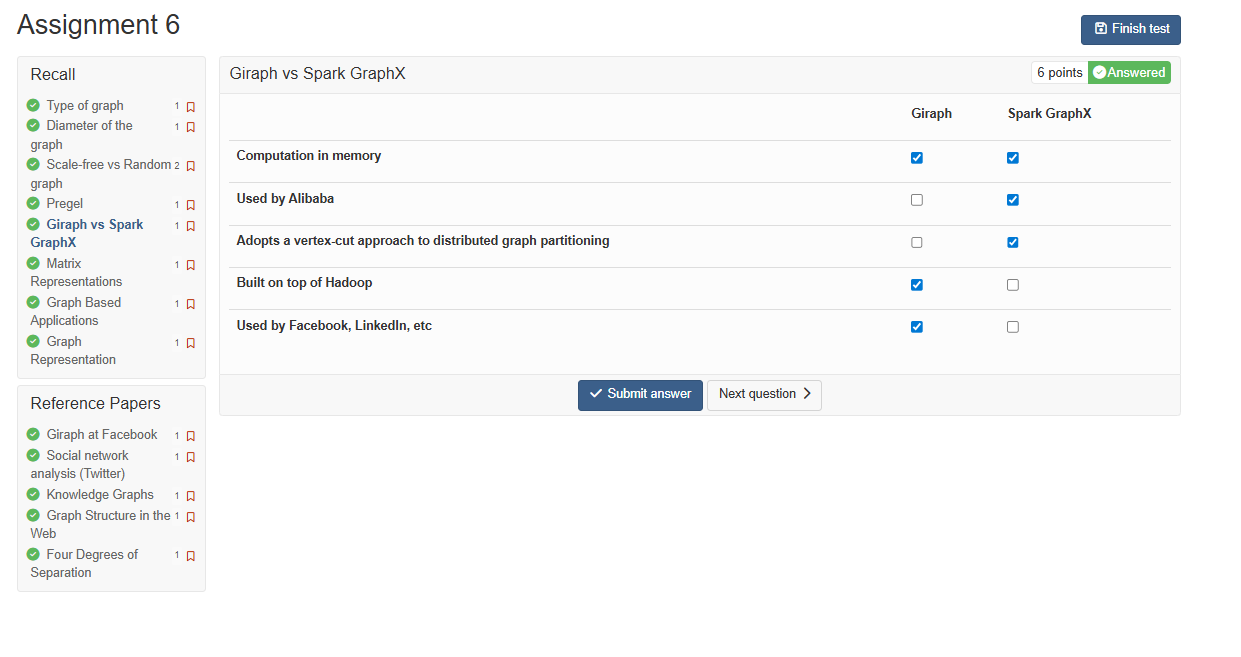 Assignment 6
Finish test
Recall
Type of graph 1
Diameter of the 1
graph
Scale-free vs Random 2
graph
Pregel 1
Giraph vs Spark 1
GraphX
Matrix 1
Representations
Graph Based 1
Applications
Graph 1
Representation
Reference Papers
Giraph at Facebook 1
Social network 1
analysis (Twitter)
Knowledge Graphs 1
Graph Structure in the 1
Web
Four Degrees of 1
Separation
Giraph vs Spark GraphX
6 points Answered
Giraph Spark GraphX
Computation in memory
Used by Alibaba
Adopts a vertex-cut approach to distributed graph partitioning
Built on top of Hadoop
Used by Facebook, LinkedIn, etc
Submit answer Next question